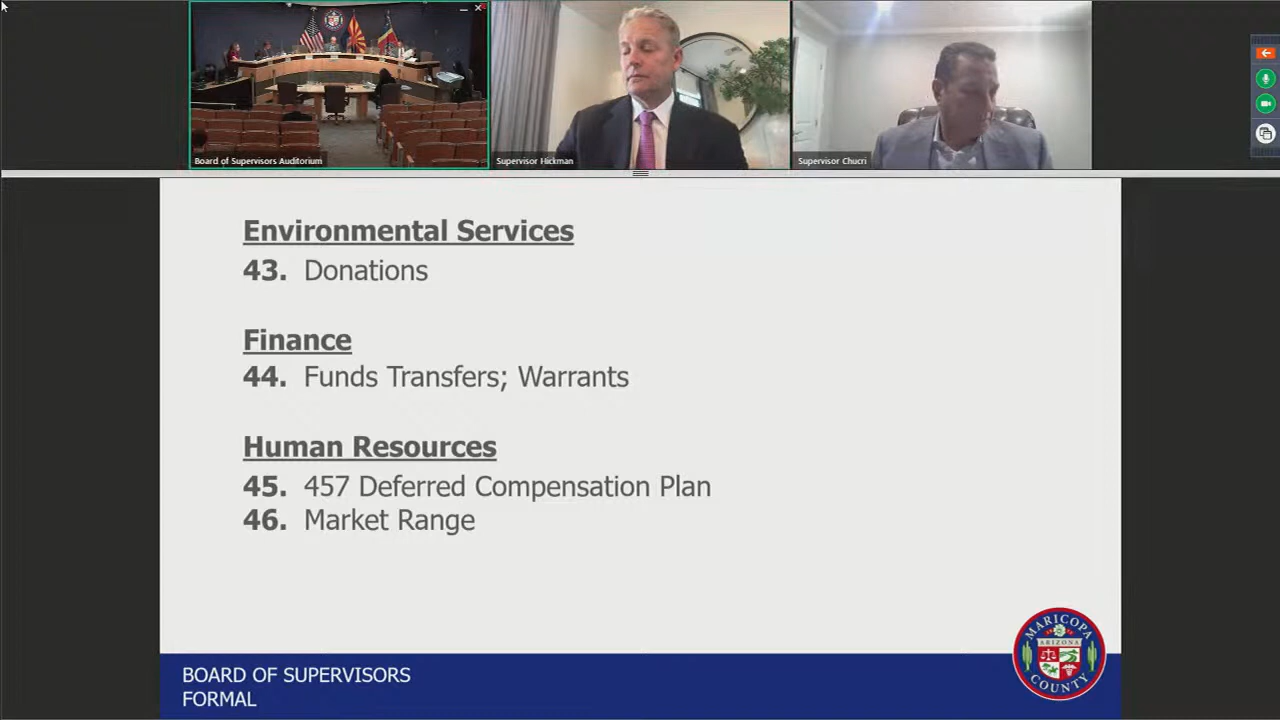 Board of Supervisors Auditorium
Supervisor Hickman
Supervisor Chucri
Environmental Services
43. Donations
Finance
44. Funds Transfers; Warrants
Human Resources
45. 457 Deferred Compensation Plan
46. Market Range
BOARD OF SUPERVISORS
FORMAL
MARICOPA
ARIZONA
COUNTY